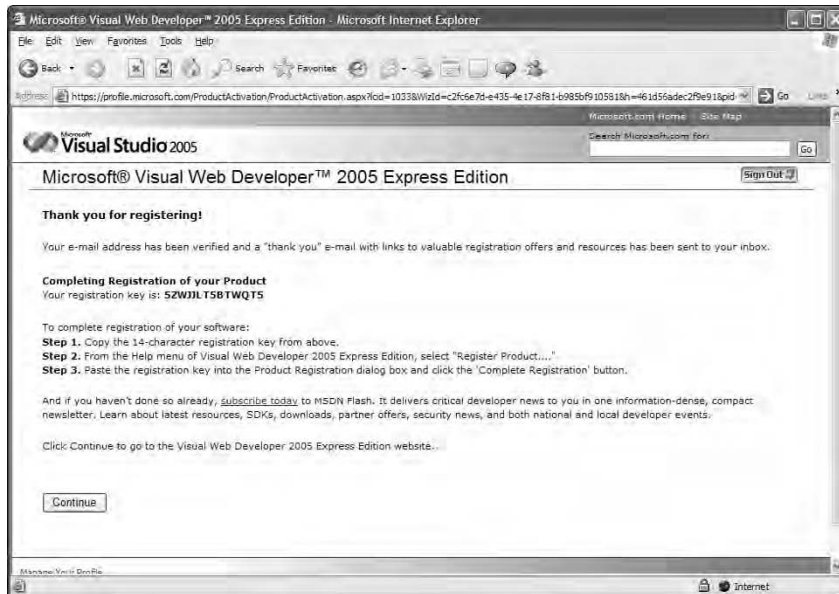 Microsoft® Visual Web Developer™ 2005 Express Edition - Microsoft Internet Explorer
File Edit View Favorites Tools Help
Back Search Favorites
Address https://profile.microsoft.com/ProductActivation/ProductActivation.aspx? Go Links
Microsoft.com Home Site Map
Microsoft
Visual Studio 2005
Search Microsoft.com for:
Go
Microsoft® Visual Web Developer™ 2005 Express Edition
Sign Out
Thank you for registering!
Your e-mail address has been verified and a "thank you" e-mail with links to valuable registration offers and resources has been sent to your inbox.
Completing Registration of your Product
Your registration key is: 5ZWJJLT5BTWQT5
To complete registration of your software:
Step 1. Copy the 14-character registration key from above.
Step 2. From the Help menu of Visual Web Developer 2005 Express Edition, select "Register Product...."
Step 3. Paste the registration key into the Product Registration dialog box and click the 'Complete Registration' button.
And if you haven't done so already, subscribe today to MSDN Flash. It delivers critical developer news to you in one information-dense, compact
newsletter. Learn about latest resources, SDKs, downloads, partner offers, security news, and both national and local developer events.
Click Continue to go to the Visual Web Developer 2005 Express Edition website..
Continue
Manage Your Profile
Internet